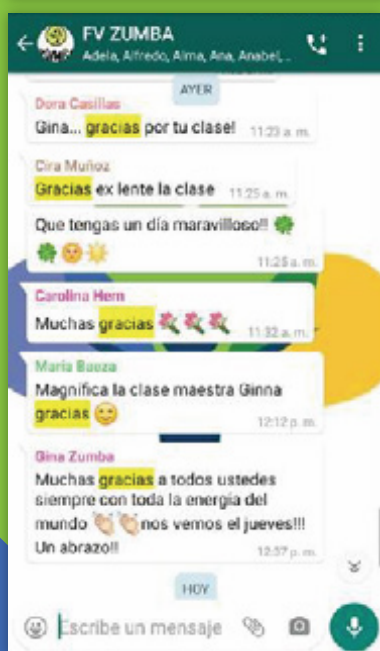 FV ZUMBA
Adela, Alfredo, Alma, Ana, Anabel,...
AYER
Dora Casillas
Gina... gracias por tu clase! 11:23 a. m.
Cira Muñoz
Gracias ex lente la clase 11:25 a. m.
Que tengas un día maravilloso!! 🍀
🍀😊☀️ 11:25 a. m.
Carolina Hern
Muchas gracias 💐💐💐 11:32 a. m.
Maria Baeza
Magnifica la clase maestra Ginna
gracias 😊 12:12 p. m.
Gina Zumba
Muchas gracias a todos ustedes
siempre con toda la energía del
mundo 👏👏 nos vemos el jueves!!!
Un abrazo!! 12:37 p. m.
HOY
Escribe un mensaje